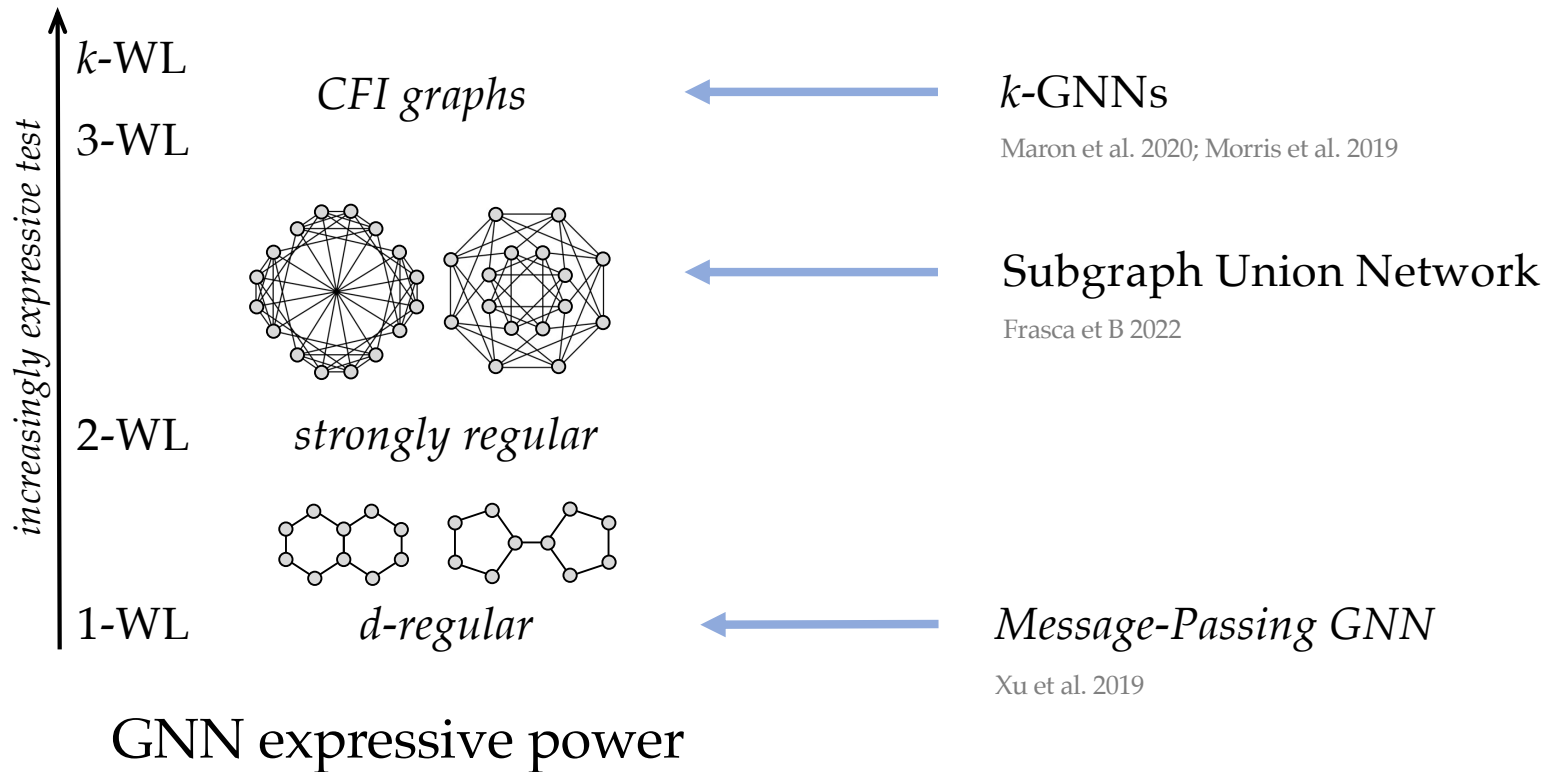 increasingly expressive test
k-WL
CFI graphs
k-GNNs
3-WL
Maron et al. 2020; Morris et al. 2019
Subgraph Union Network
Frasca et B 2022
2-WL
strongly regular
1-WL
d-regular
Message-Passing GNN
Xu et al. 2019
GNN expressive power